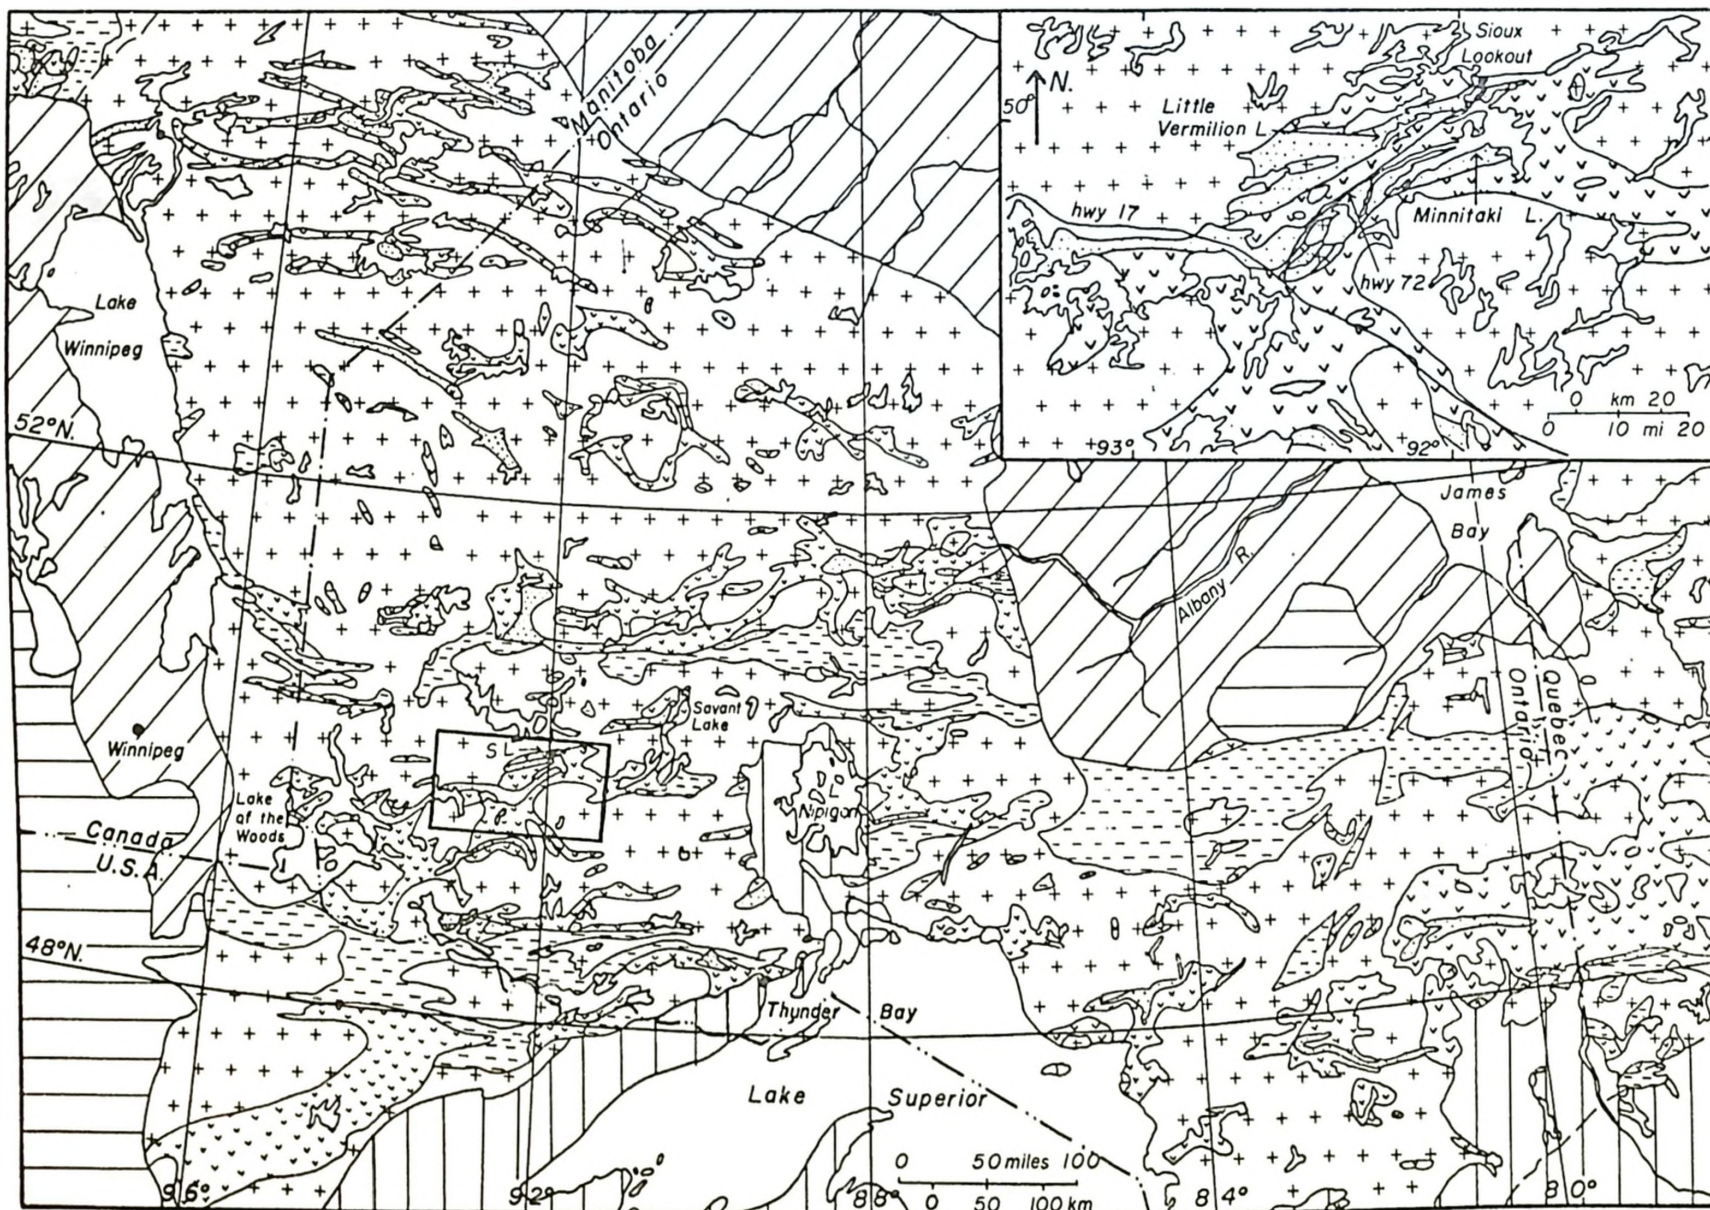 Manitoba
Ontario
Sioux
Lookout
N.
50°
Little
Vermilion L.
hwy 17
Minnitaki L.
hwy 72
0 km 20
0 10 mi 20
93°
92°
Lake
Winnipeg
52°N.
James
Bay
Albany R.
Quebec
Ontario
Savant
Lake
Winnipeg
S L
L
Nipigon
Lake
of the
Woods
Canada
U.S.A.
48°N.
Thunder Bay
Lake Superior
0 50 miles 100
0 50 100 km
96°
92°
88°
84°
80°